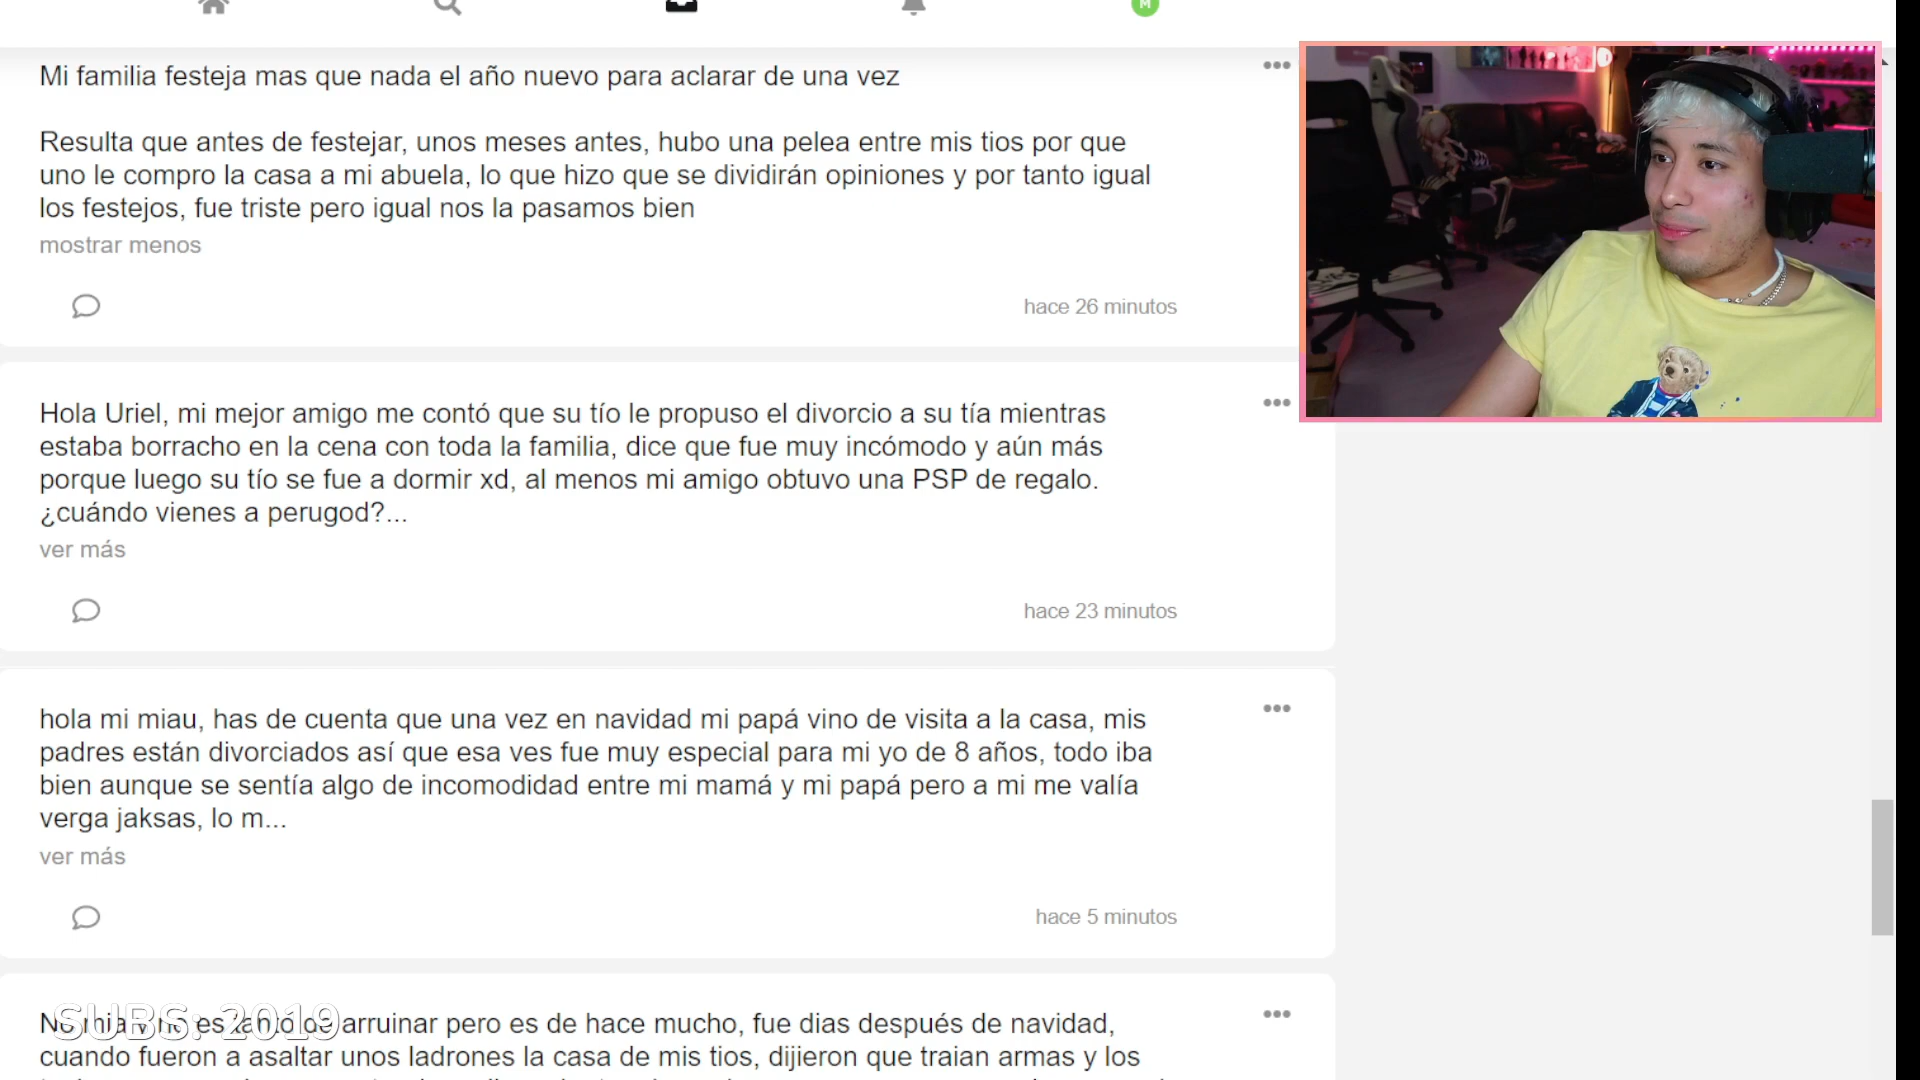 M
Mi familia festeja mas que nada el año nuevo para aclarar de una vez
Resulta que antes de festejar, unos meses antes, hubo una pelea entre mis tios por que
uno le compro la casa a mi abuela, lo que hizo que se dividirán opiniones y por tanto igual
los festejos, fue triste pero igual nos la pasamos bien
mostrar menos
hace 26 minutos
Hola Uriel, mi mejor amigo me contó que su tío le propuso el divorcio a su tía mientras
estaba borracho en la cena con toda la familia, dice que fue muy incómodo y aún más
porque luego su tío se fue a dormir xd, al menos mi amigo obtuvo una PSP de regalo.
¿cuándo vienes a perugod?...
ver más
hace 23 minutos
hola mi miau, has de cuenta que una vez en navidad mi papá vino de visita a la casa, mis
padres están divorciados así que esa ves fue muy especial para mi yo de 8 años, todo iba
bien aunque se sentía algo de incomodidad entre mi mamá y mi papá pero a mi me valía
verga jaksas, lo m...
ver más
hace 5 minutos
SUBS: 2019
arruinar pero es de hace mucho, fue dias después de navidad,
cuando fueron a asaltar unos ladrones la casa de mis tios, dijieron que traian armas y los